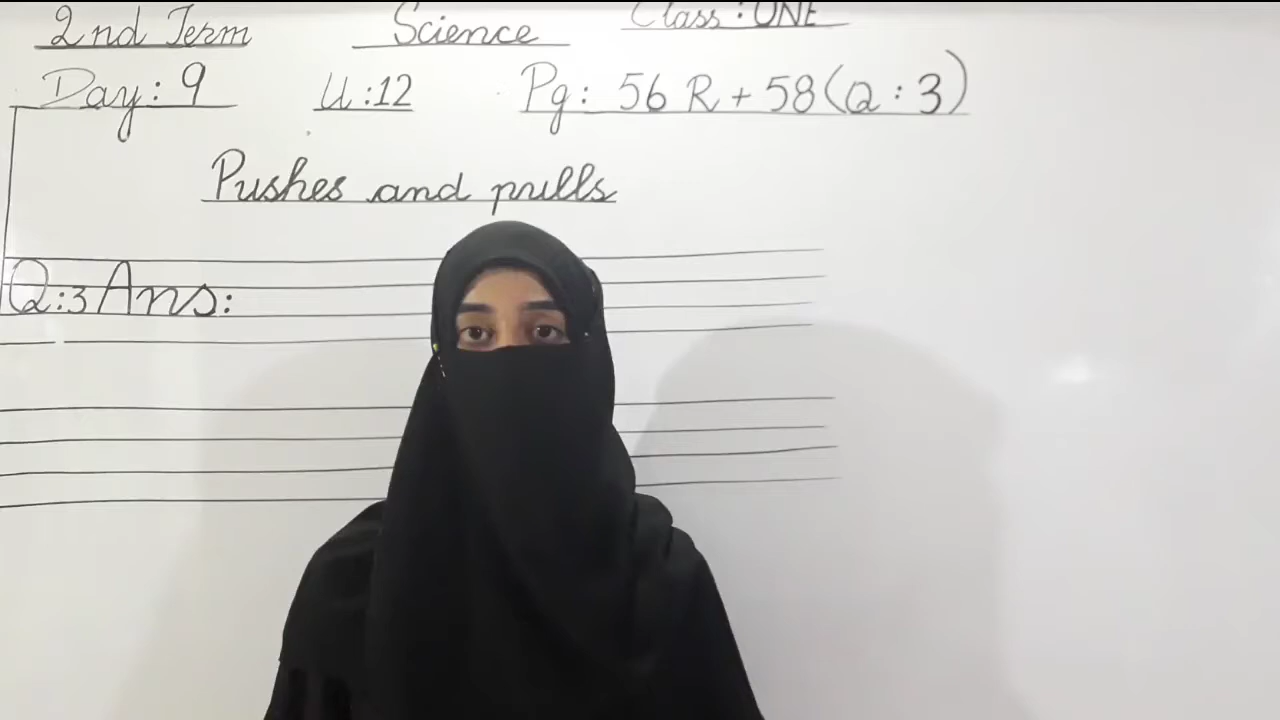 2nd Term Science Class: ONE
Day: 9 U:12 Pg: 56 R + 58(Q:3)
Pushes and pulls
Q:3 Ans: